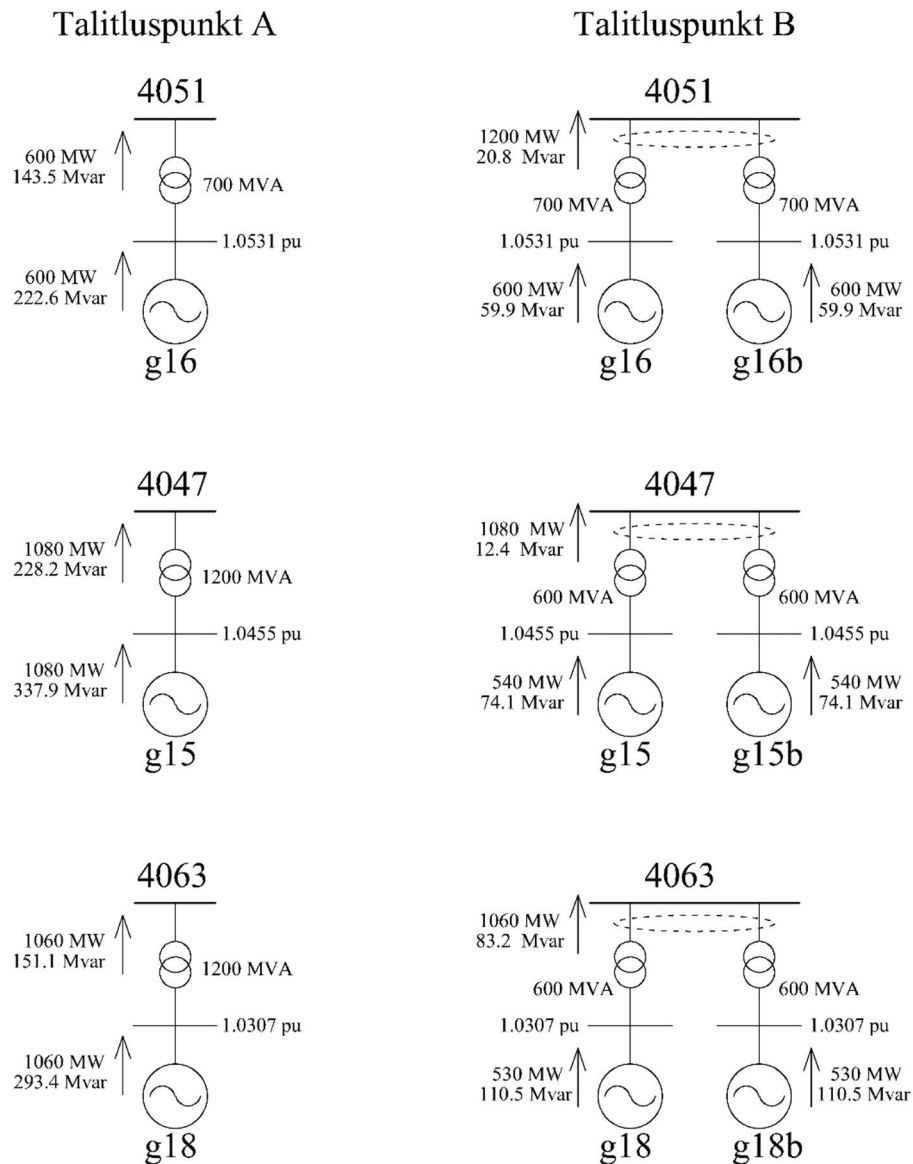 Talitluspunkt A
4051
600 MW
143.5 Mvar
700 MVA
1.0531 pu
600 MW
222.6 Mvar
g16
4047
1080 MW
228.2 Mvar
1200 MVA
1.0455 pu
1080 MW
337.9 Mvar
g15
4063
1060 MW
151.1 Mvar
1200 MVA
1.0307 pu
1060 MW
293.4 Mvar
g18
Talitluspunkt B
4051
1200 MW
20.8 Mvar
700 MVA
700 MVA
1.0531 pu
1.0531 pu
600 MW
59.9 Mvar
600 MW
59.9 Mvar
g16
g16b
4047
1080 MW
12.4 Mvar
600 MVA
600 MVA
1.0455 pu
1.0455 pu
540 MW
74.1 Mvar
540 MW
74.1 Mvar
g15
g15b
4063
1060 MW
83.2 Mvar
600 MVA
600 MVA
1.0307 pu
1.0307 pu
530 MW
110.5 Mvar
530 MW
110.5 Mvar
g18
g18b